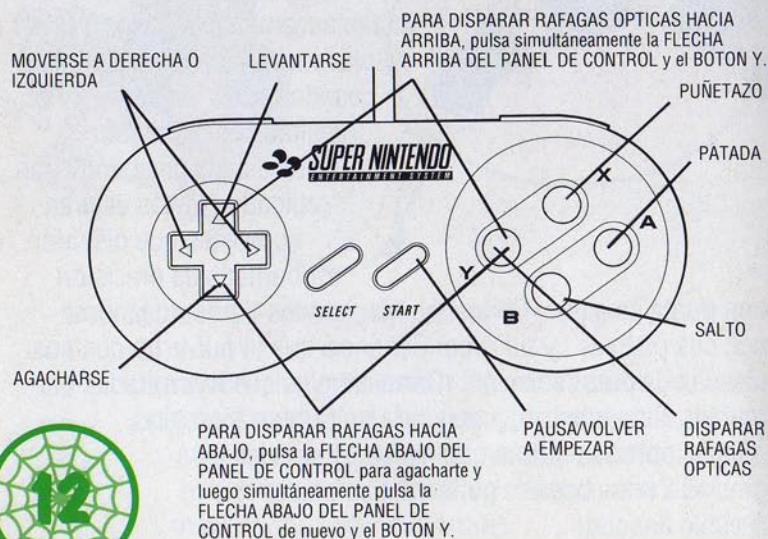 PARA DISPARAR RAFAGAS OPTICAS HACIA
ARRIBA, pulsa simultáneamente la FLECHA
ARRIBA DEL PANEL DE CONTROL y el BOTON Y.
MOVERSE A DERECHA O
IZQUIERDA
LEVANTARSE
PUÑETAZO
PATADA
SUPER NINTENDO
ENTERTAINMENT SYSTEM
X
A
Y
B
SELECT
START
SALTO
AGACHARSE
PARA DISPARAR RAFAGAS HACIA
ABAJO, pulsa la FLECHA ABAJO DEL
PANEL DE CONTROL para agacharte y
luego simultáneamente pulsa la
FLECHA ABAJO DEL PANEL DE
CONTROL de nuevo y el BOTON Y.
PAUSA/VOLVER
A EMPEZAR
DISPARAR
RAFAGAS
OPTICAS
12